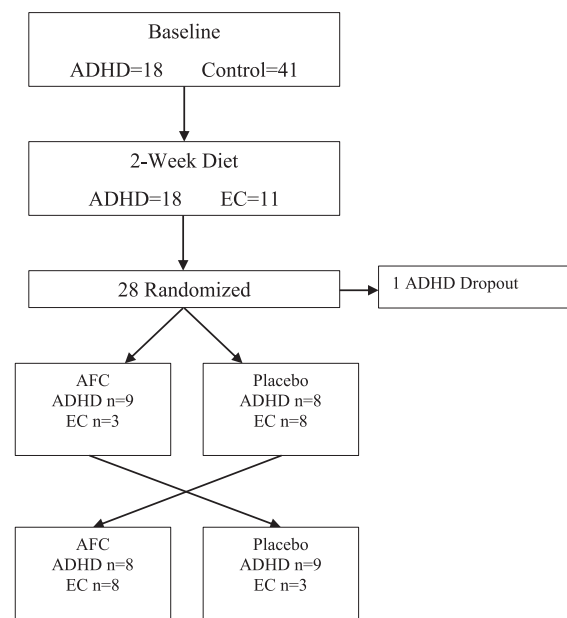 Baseline
ADHD=18 Control=41
2-Week Diet
ADHD=18 EC=11
28 Randomized
1 ADHD Dropout
AFC
ADHD n=9
EC n=3
Placebo
ADHD n=8
EC n=8
AFC
ADHD n=8
EC n=8
Placebo
ADHD n=9
EC n=3